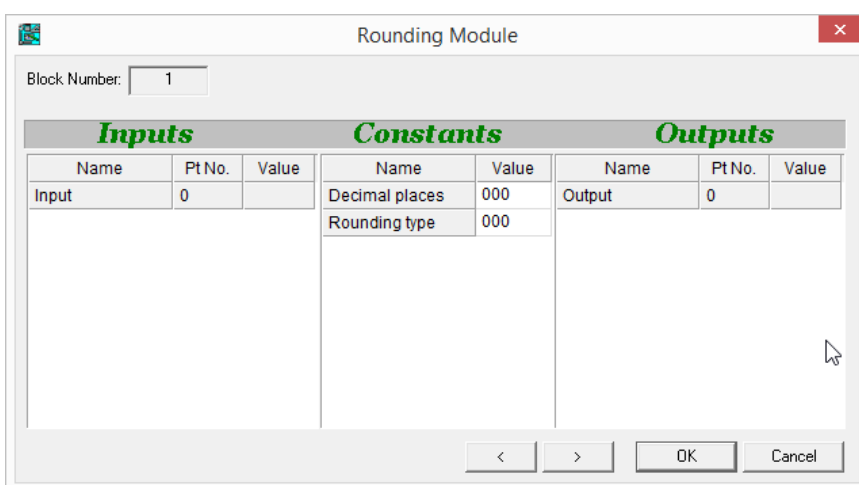 Rounding Module
Block Number: 1
Inputs Constants Outputs
Name Pt No. Value Name Value Name Pt No. Value
Input 0 Decimal places 000 Output 0
Rounding type 000
< > OK Cancel